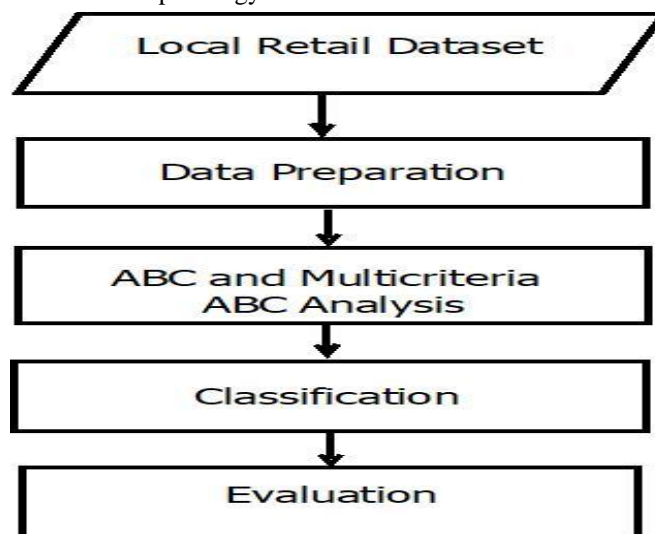 Local Retail Dataset
Data Preparation
ABC and Multicriteria
ABC Analysis
Classification
Evaluation